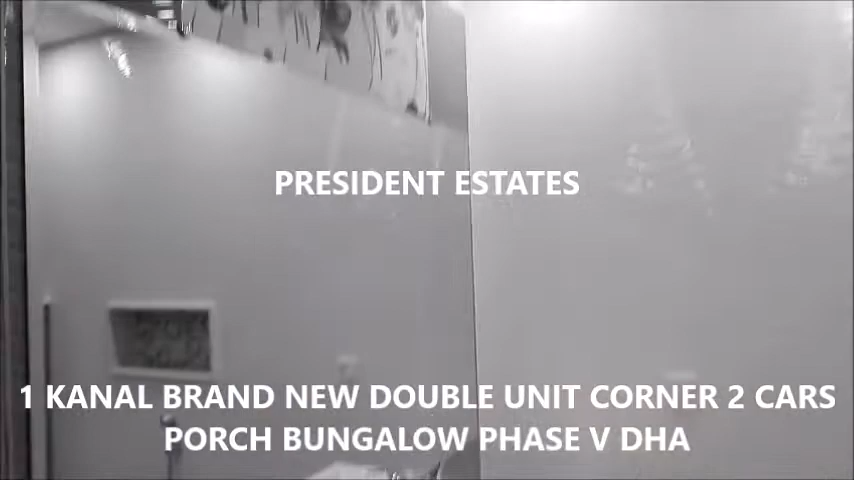 PRESIDENT ESTATES
1 KANAL BRAND NEW DOUBLE UNIT CORNER 2 CARS
PORCH BUNGALOW PHASE V DHA